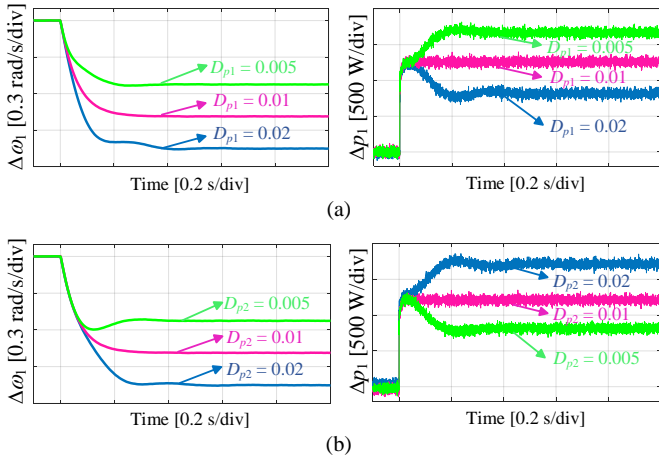 Δω1 [0.3 rad/s/div]
Dp1 = 0.005
Dp1 = 0.01
Dp1 = 0.02
Time [0.2 s/div]
Δp1 [500 W/div]
Dp1 = 0.005
Dp1 = 0.01
Dp1 = 0.02
Time [0.2 s/div]
(a)
Δω1 [0.3 rad/s/div]
Dp2 = 0.005
Dp2 = 0.01
Dp2 = 0.02
Time [0.2 s/div]
Δp1 [500 W/div]
Dp2 = 0.02
Dp2 = 0.01
Dp2 = 0.005
Time [0.2 s/div]
(b)